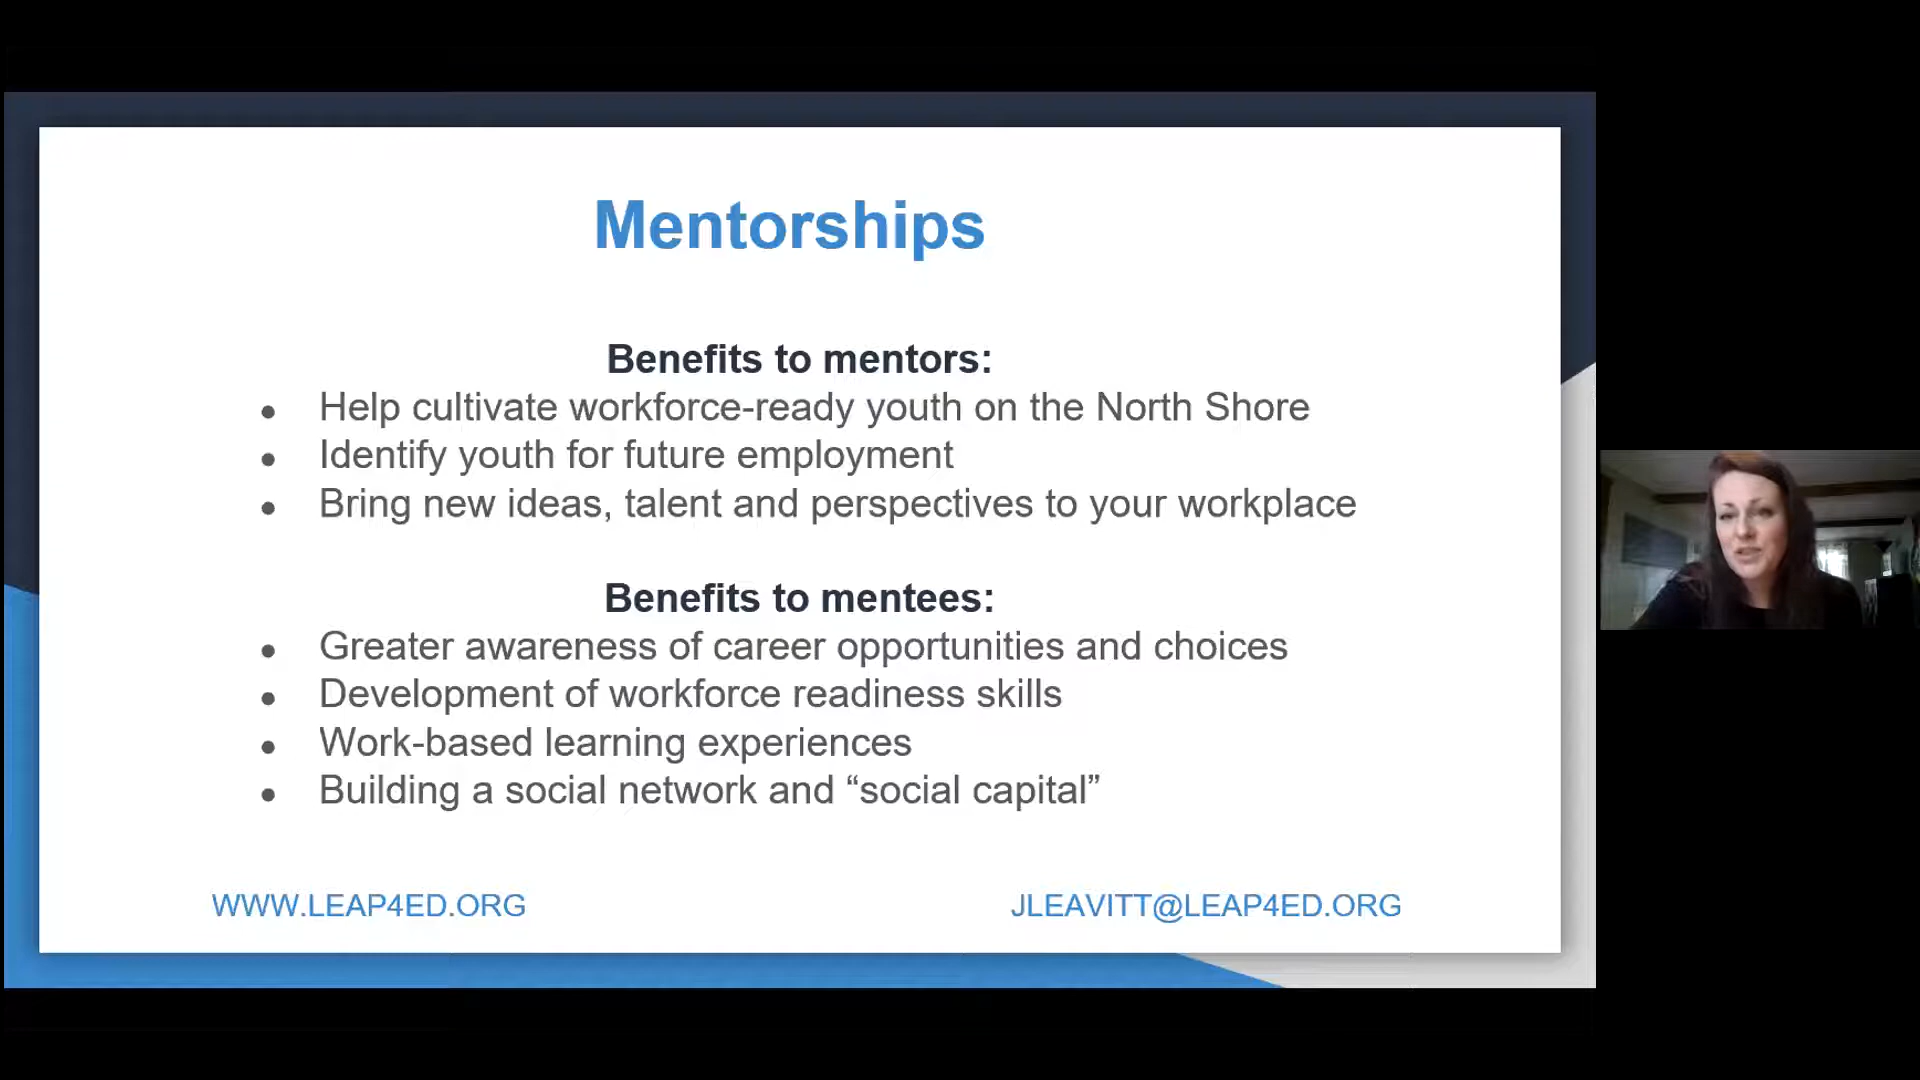 Mentorships
Benefits to mentors:
● Help cultivate workforce-ready youth on the North Shore
● Identify youth for future employment
● Bring new ideas, talent and perspectives to your workplace
Benefits to mentees:
● Greater awareness of career opportunities and choices
● Development of workforce readiness skills
● Work-based learning experiences
● Building a social network and “social capital”
WWW.LEAP4ED.ORG
JLEAVITT@LEAP4ED.ORG